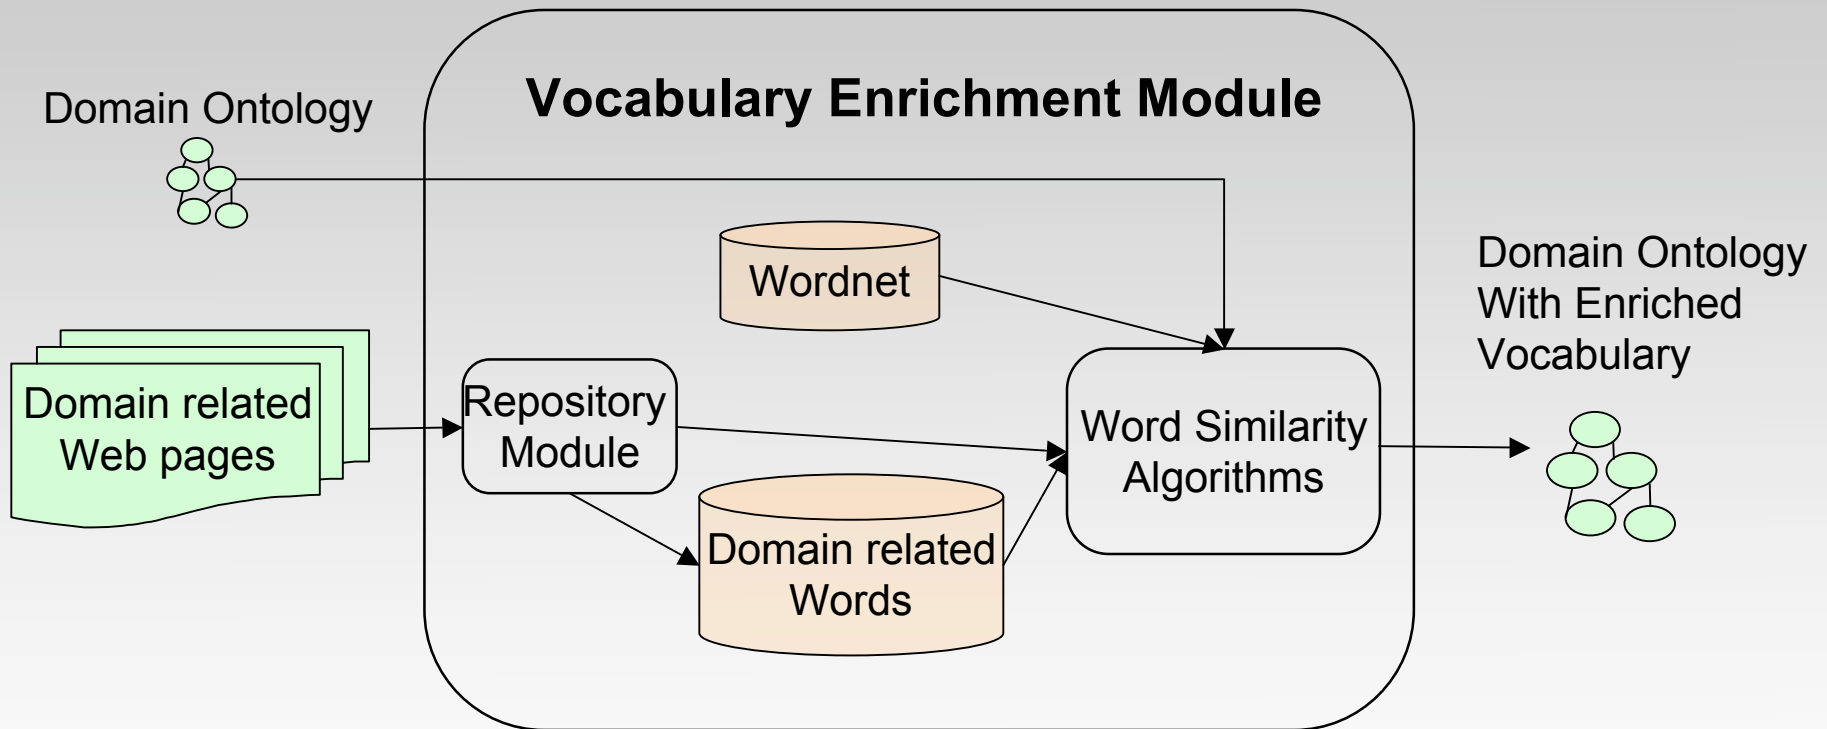 Vocabulary Enrichment Module
Domain Ontology
Wordnet
Domain Ontology
With Enriched
Vocabulary
Domain related
Web pages
Repository
Module
Word Similarity
Algorithms
Domain related
Words